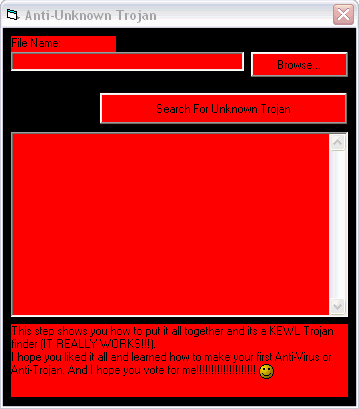 Anti-Unknown Trojan
File Name:
Browse...
Search For Unknown Trojan
This step shows you how to put it all together and its a KEWL Trojan
finder (IT REALLY WORKS!!!).
I hope you liked it all and learned how to make your first Anti-Virus or
Anti-Trojan. And I hope you vote for me!!!!!!!!!!!!!!!!!!!!!